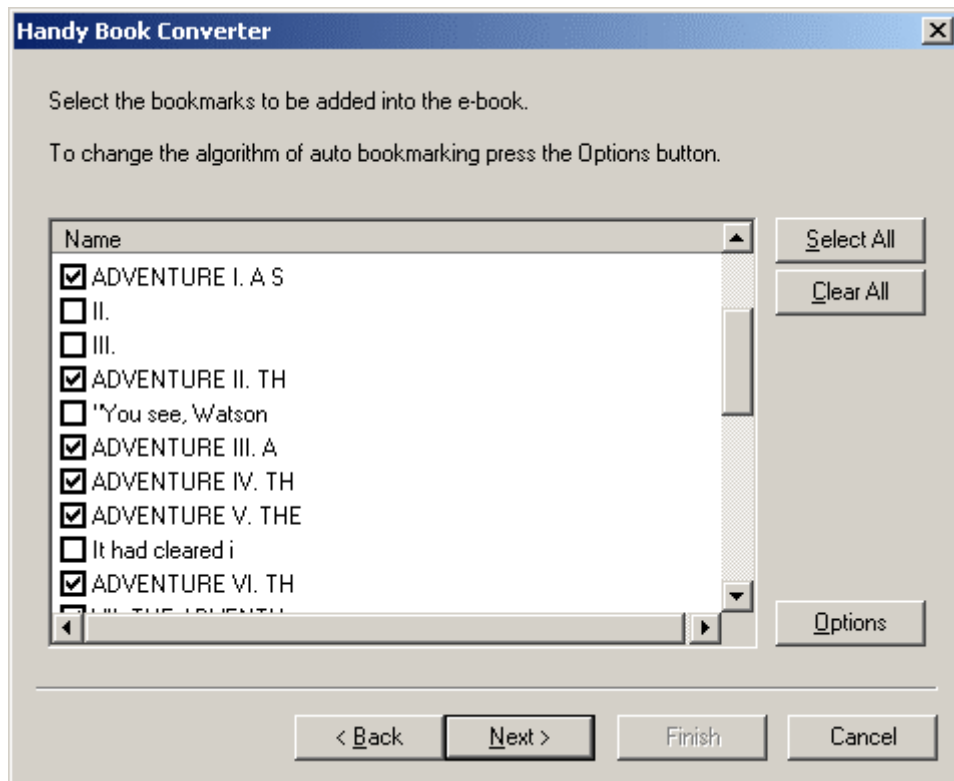 Handy Book Converter
Select the bookmarks to be added into the e-book.
To change the algorithm of auto bookmarking press the Options button.
Name
Select All
ADVENTURE I. A S
Clear All
II.
III.
ADVENTURE II. TH
"You see, Watson
ADVENTURE III. A
ADVENTURE IV. TH
ADVENTURE V. THE
It had cleared i
ADVENTURE VI. TH
Options
< Back
Next >
Finish
Cancel